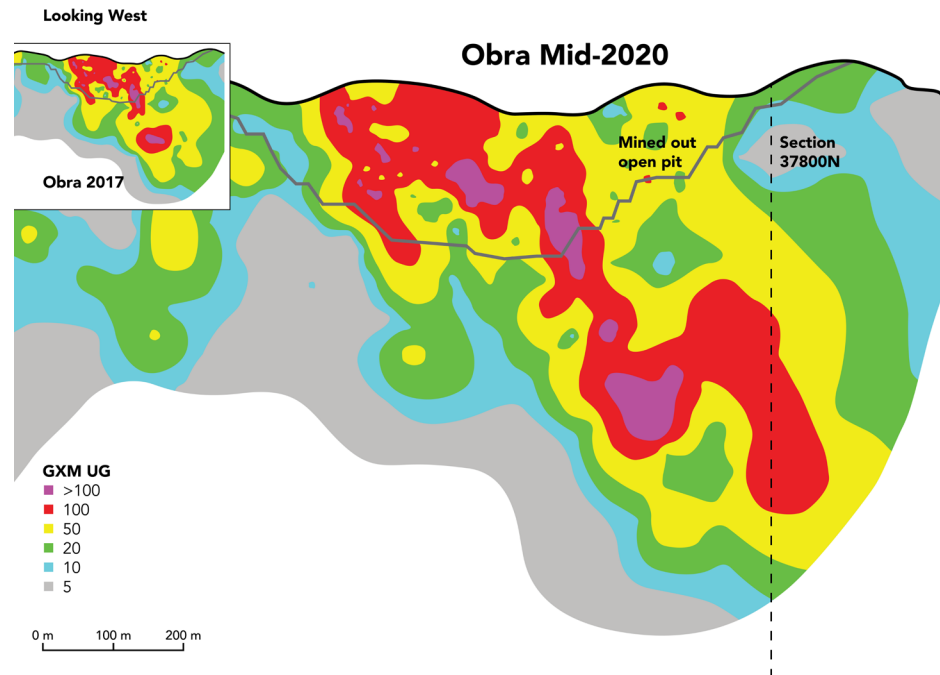 Looking West
Obra Mid-2020
Mined out
open pit
Section
37800N
Obra 2017
GXM UG
>100
100
50
20
10
5
0 m 100 m 200 m